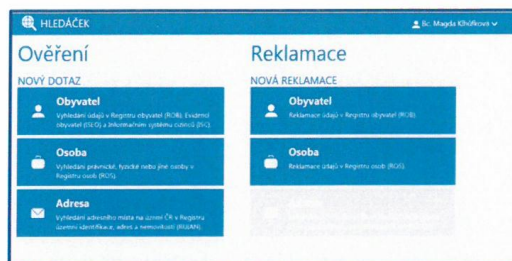 HLEDÁČEK
Bc. Magda
Ověření
NOVÝ DOTAZ
Obyvatel
Vyhledání údajů v Registru obyvatel (ROB), Evidenci
obyvatel (ISEO) a Informačním systému cizinců (ISC).
Osoba
Vyhledání právnické, fyzické nebo jiné osoby v
Registru osob (ROS).
Adresa
Vyhledání adresního místa na území ČR v Registru
územní identifikace, adres a nemovitostí (RÚIAN).
Reklamace
NOVÁ REKLAMACE
Obyvatel
Reklamace údajů v Registru obyvatel (ROB).
Osoba
Reklamace údajů v Registru osob (ROS).